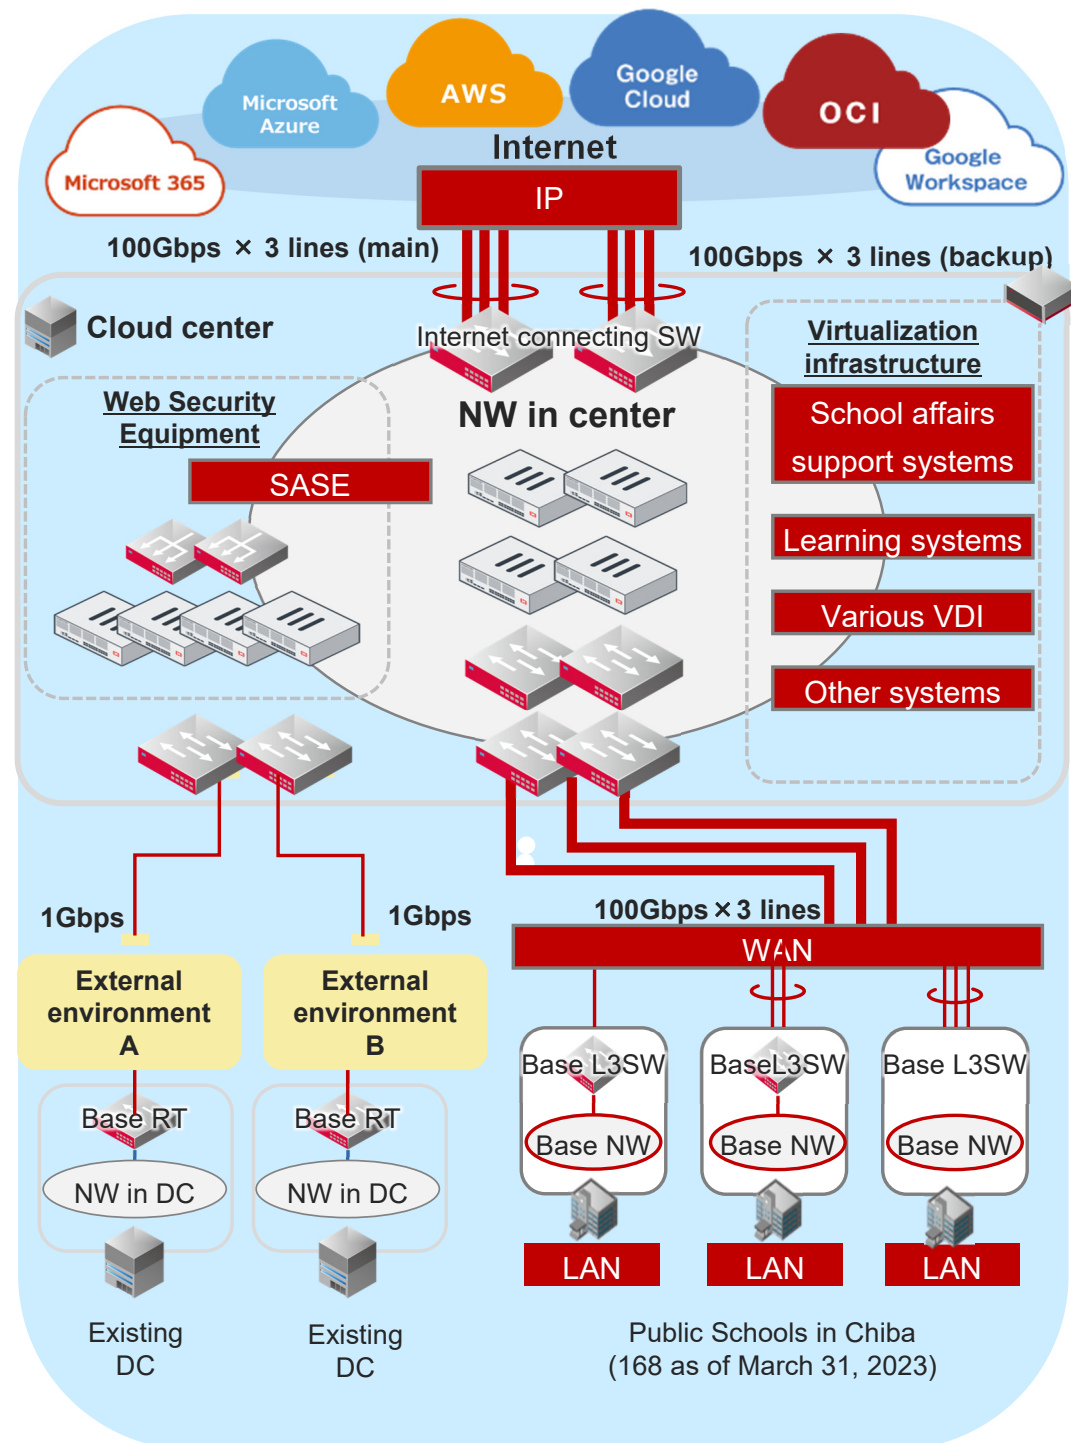 Microsoft 365
Microsoft
Azure
AWS
Google
Cloud
OCI
Google
Workspace
Internet
IP
100Gbps × 3 lines (main)
100Gbps × 3 lines (backup)
Cloud center
Internet connecting SW
Virtualization
infrastructure
Web Security
Equipment
NW in center
SASE
School affairs
support systems
Learning systems
Various VDI
Other systems
1Gbps
1Gbps
100Gbps×3 lines
WAN
External
environment
A
External
environment
B
Base L3SW
BaseL3SW
Base L3SW
Base RT
Base RT
Base NW
Base NW
Base NW
NW in DC
NW in DC
LAN
LAN
LAN
Existing
DC
Existing
DC
Public Schools in Chiba
(168 as of March 31, 2023)